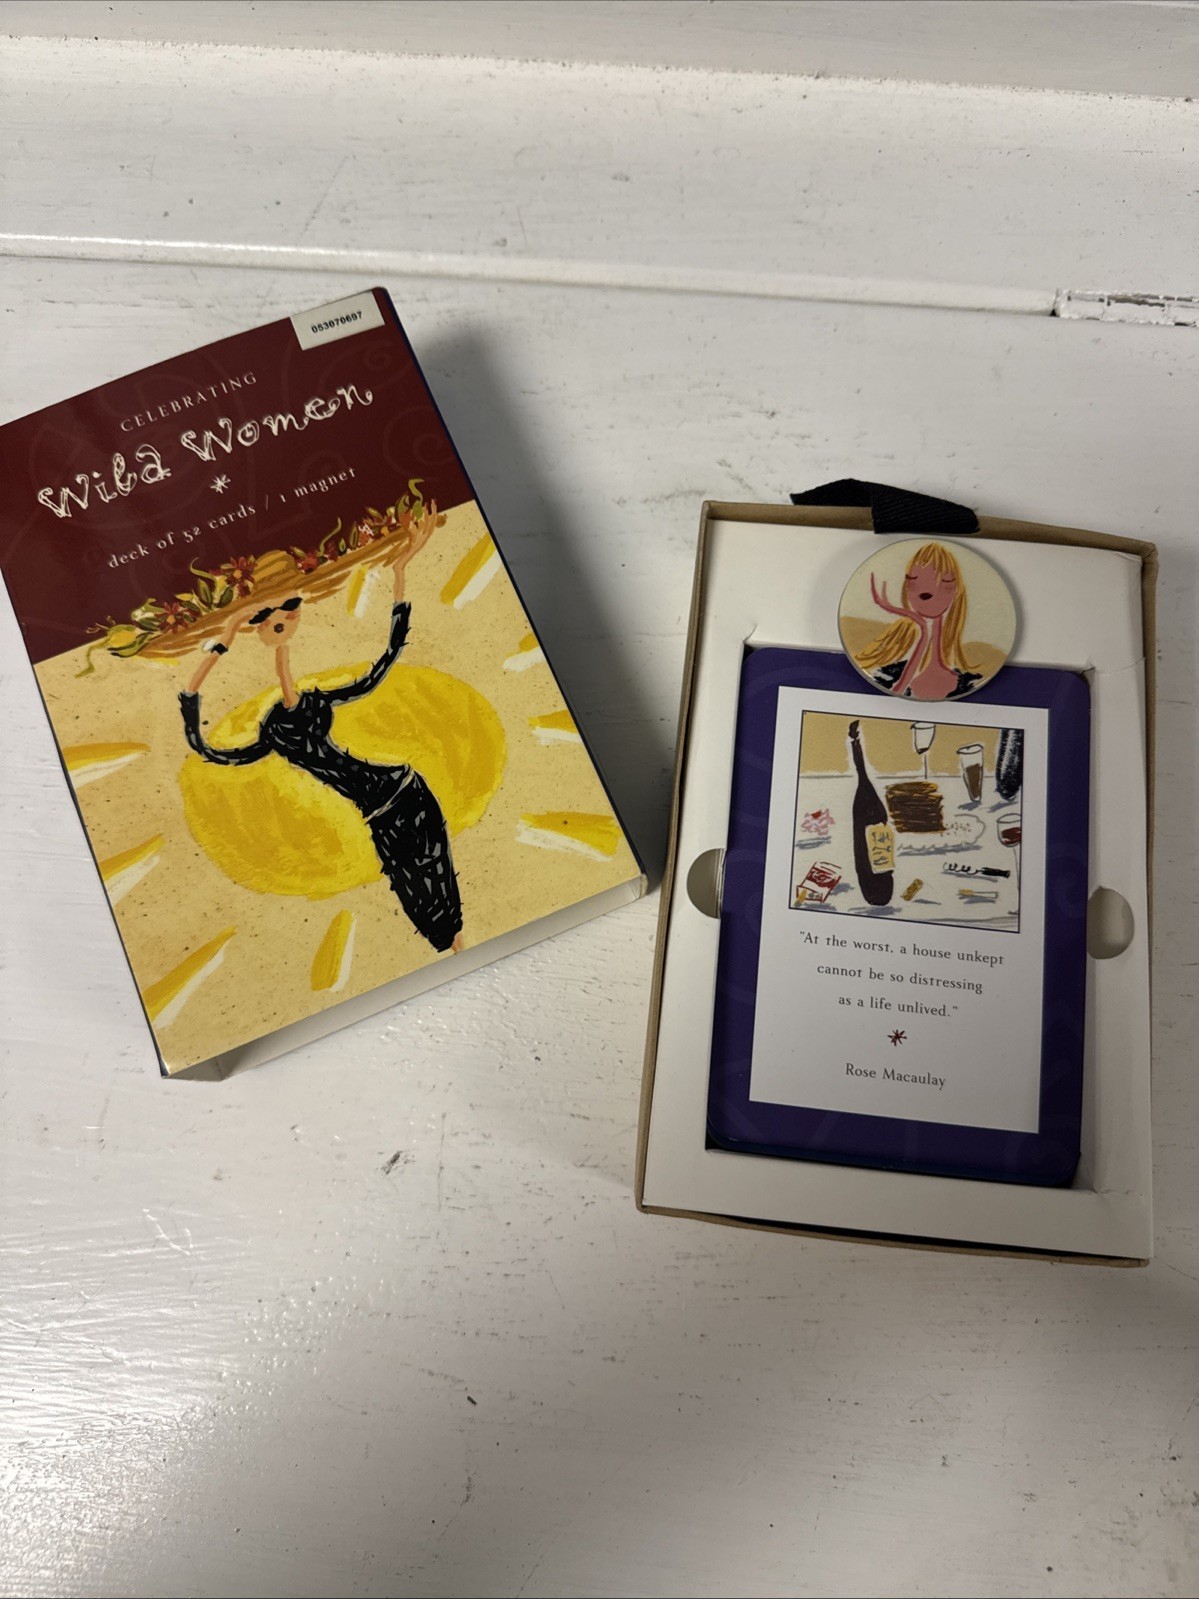 053070697
CELEBRATING
Wild Women
deck of 52 cards / 1 magnet
"At the worst, a house unkept
cannot be so distressing
as a life unlived."
Rose Macaulay